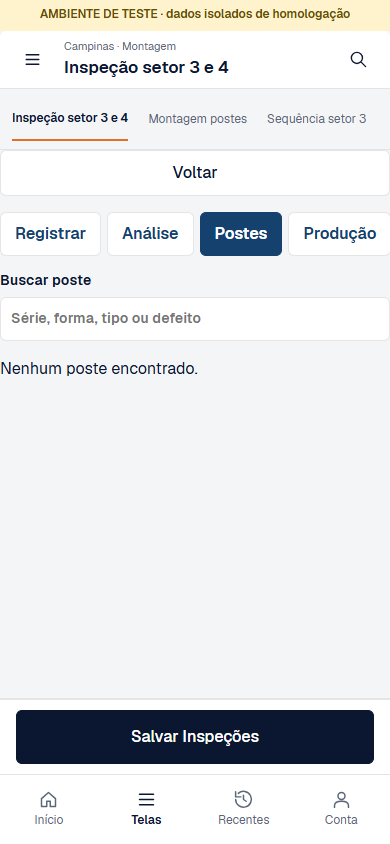 AMBIENTE DE TESTE · dados isolados de homologação
Campinas · Montagem
Inspeção setor 3 e 4
Inspeção setor 3 e 4 Montagem postes Sequência setor 3
Voltar
Registrar Análise Postes Produção
Buscar poste
Série, forma, tipo ou defeito
Nenhum poste encontrado.
Salvar Inspeções
Início Telas Recentes Conta